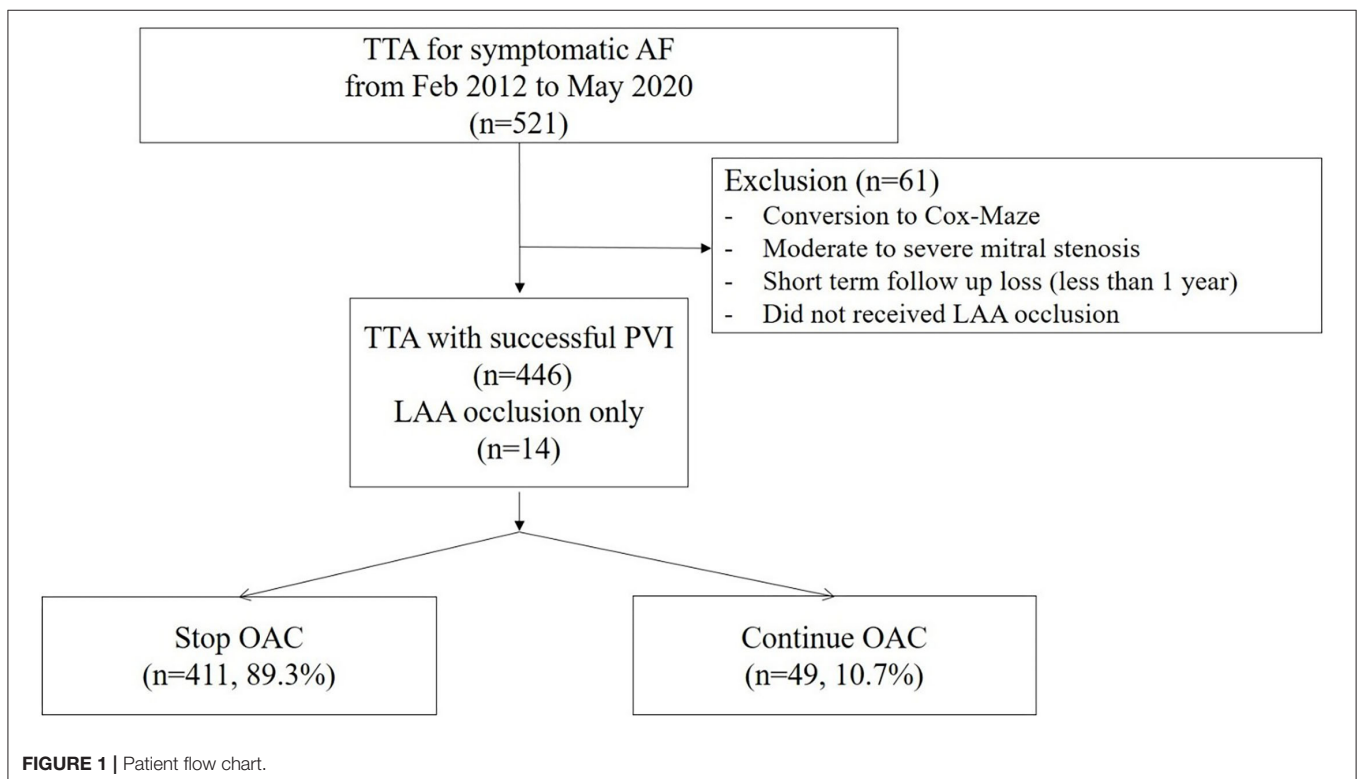 TTA for symptomatic AF
from Feb 2012 to May 2020
(n=521)
Exclusion (n=61)
- Conversion to Cox-Maze
- Moderate to severe mitral stenosis
- Short term follow up loss (less than 1 year)
- Did not received LAA occlusion
TTA with successful PVI
(n=446)
LAA occlusion only
(n=14)
Stop OAC
(n=411, 89.3%)
Continue OAC
(n=49, 10.7%)
FIGURE 1 | Patient flow chart.